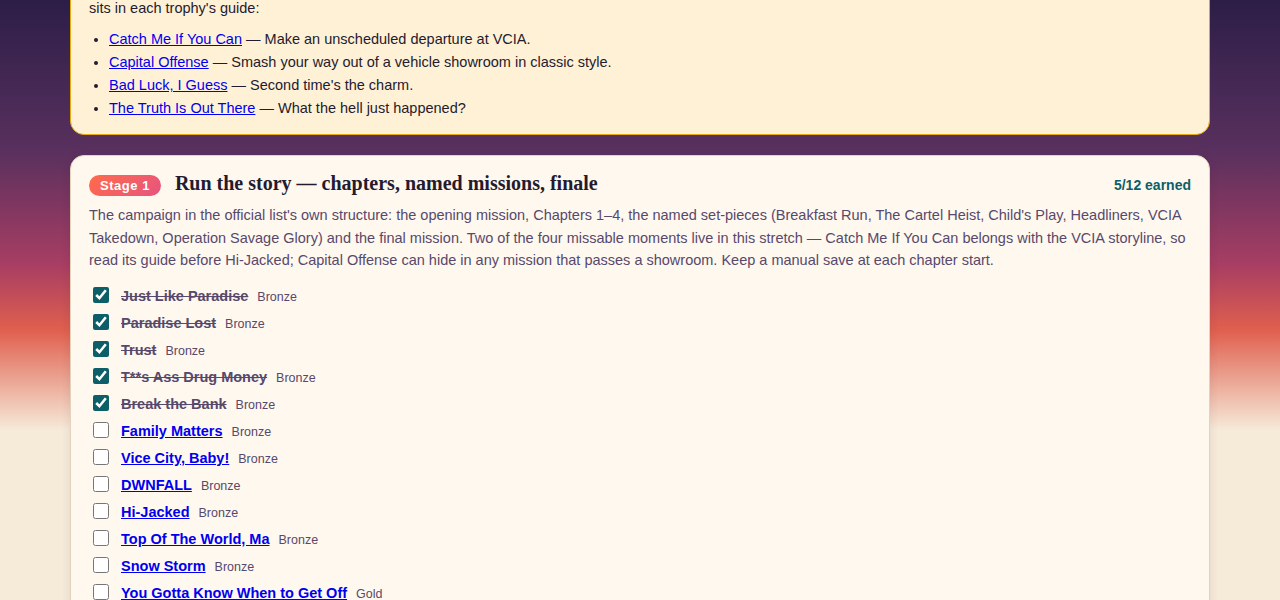 sits in each trophy's guide:
• Catch Me If You Can — Make an unscheduled departure at VCIA.
• Capital Offense — Smash your way out of a vehicle showroom in classic style.
• Bad Luck, I Guess — Second time's the charm.
• The Truth Is Out There — What the hell just happened?
Stage 1 Run the story — chapters, named missions, finale 5/12 earned
The campaign in the official list's own structure: the opening mission, Chapters 1–4, the named set-pieces (Breakfast Run, The Cartel Heist, Child's Play, Headliners, VCIA
Takedown, Operation Savage Glory) and the final mission. Two of the four missable moments live in this stretch — Catch Me If You Can belongs with the VCIA storyline, so
read its guide before Hi-Jacked; Capital Offense can hide in any mission that passes a showroom. Keep a manual save at each chapter start.
Just Like Paradise Bronze
Paradise Lost Bronze
Trust Bronze
T**s Ass Drug Money Bronze
Break the Bank Bronze
Family Matters Bronze
Vice City, Baby! Bronze
DWNFALL Bronze
Hi-Jacked Bronze
Top Of The World, Ma Bronze
Snow Storm Bronze
You Gotta Know When to Get Off Gold